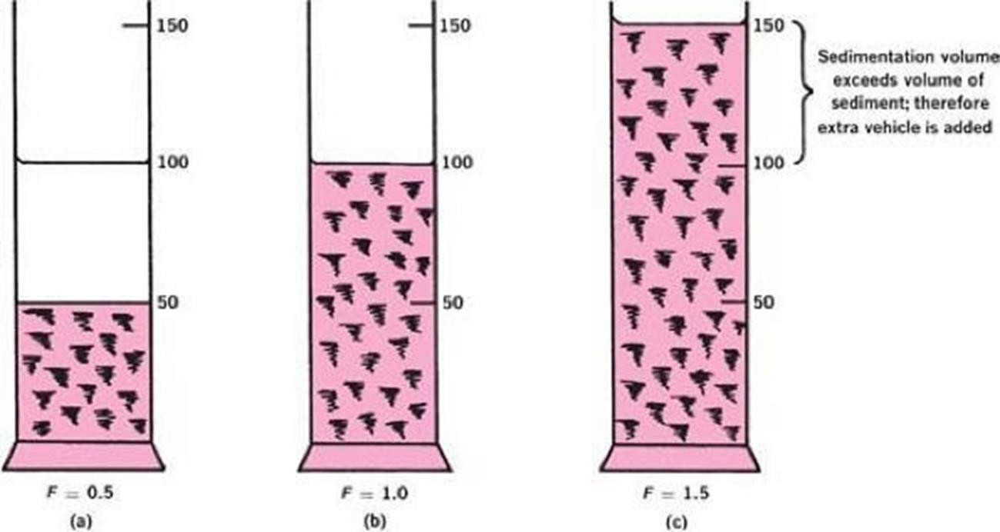 150
100
50
F = 0.5
(a)
150
100
50
F = 1.0
(b)
150
100
50
Sedimentation volume
exceeds volume of
sediment; therefore
extra vehicle is added
F = 1.5
(c)